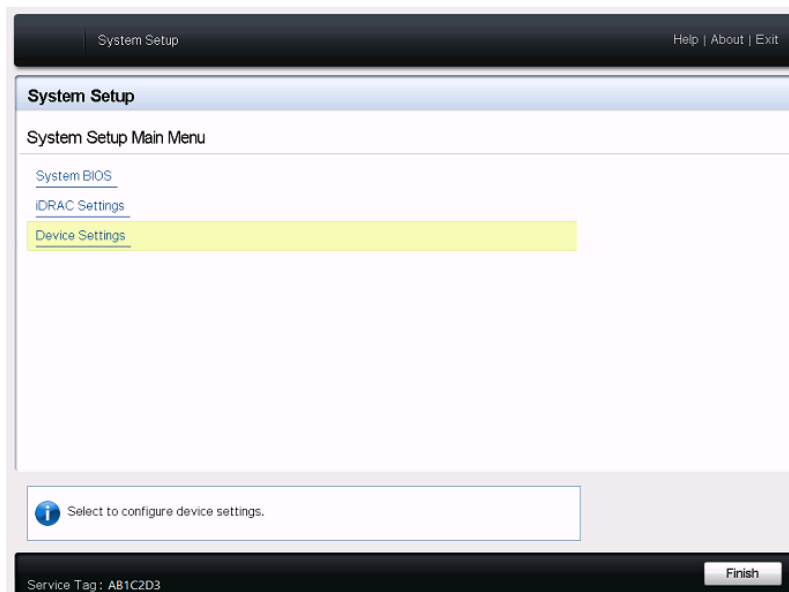 System Setup
Help | About | Exit
System Setup
System Setup Main Menu
System BIOS
iDRAC Settings
Device Settings
Select to configure device settings.
Service Tag: AB1C2D3
Finish